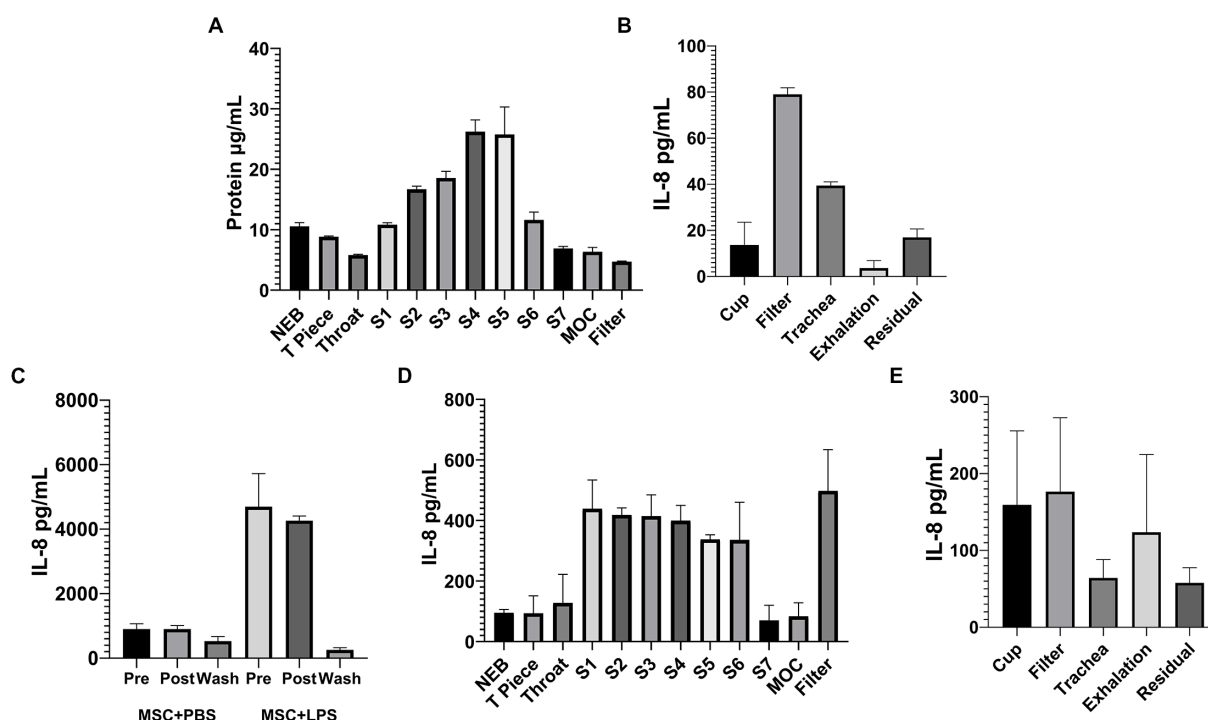 A
Protein µg/mL
40
30
20
10
0
NEB
T Piece
Throat
S1
S2
S3
S4
S5
S6
S7
MOC
Filter
B
IL-8 pg/mL
100
80
60
40
20
0
Cup
Filter
Trachea
Exhalation
Residual
C
IL-8 pg/mL
8000
6000
4000
2000
0
Pre Post Wash Pre Post Wash
MSC+PBS MSC+LPS
D
IL-8 pg/mL
800
600
400
200
0
NEB
T Piece
Throat
S1
S2
S3
S4
S5
S6
S7
MOC
Filter
E
IL-8 pg/mL
300
200
100
0
Cup
Filter
Trachea
Exhalation
Residual